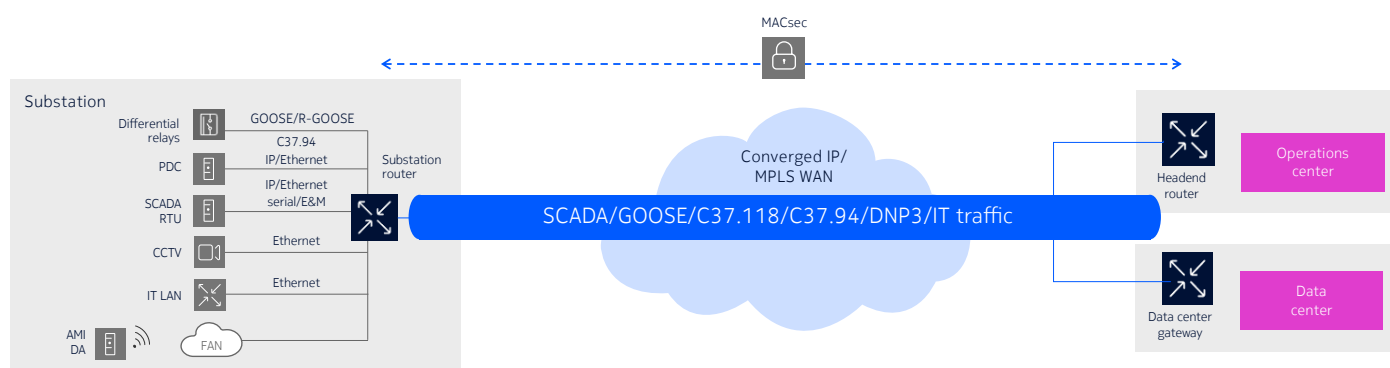 MACsec
Substation
Differential
relays
GOOSE/R-GOOSE
C37.94
PDC
IP/Ethernet
SCADA
RTU
IP/Ethernet
serial/E&M
CCTV
Ethernet
IT LAN
Ethernet
AMI
DA
FAN
Substation
router
Converged IP/
MPLS WAN
SCADA/GOOSE/C37.118/C37.94/DNP3/IT traffic
Headend
router
Operations
center
Data center
gateway
Data
center